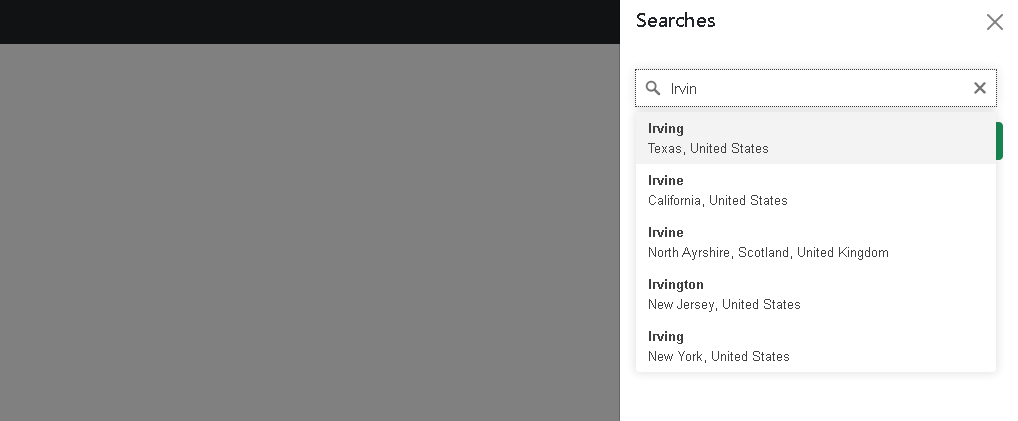 Searches
Irvin
Irving
Texas, United States
Irvine
California, United States
Irvine
North Ayrshire, Scotland, United Kingdom
Irvington
New Jersey, United States
Irving
New York, United States